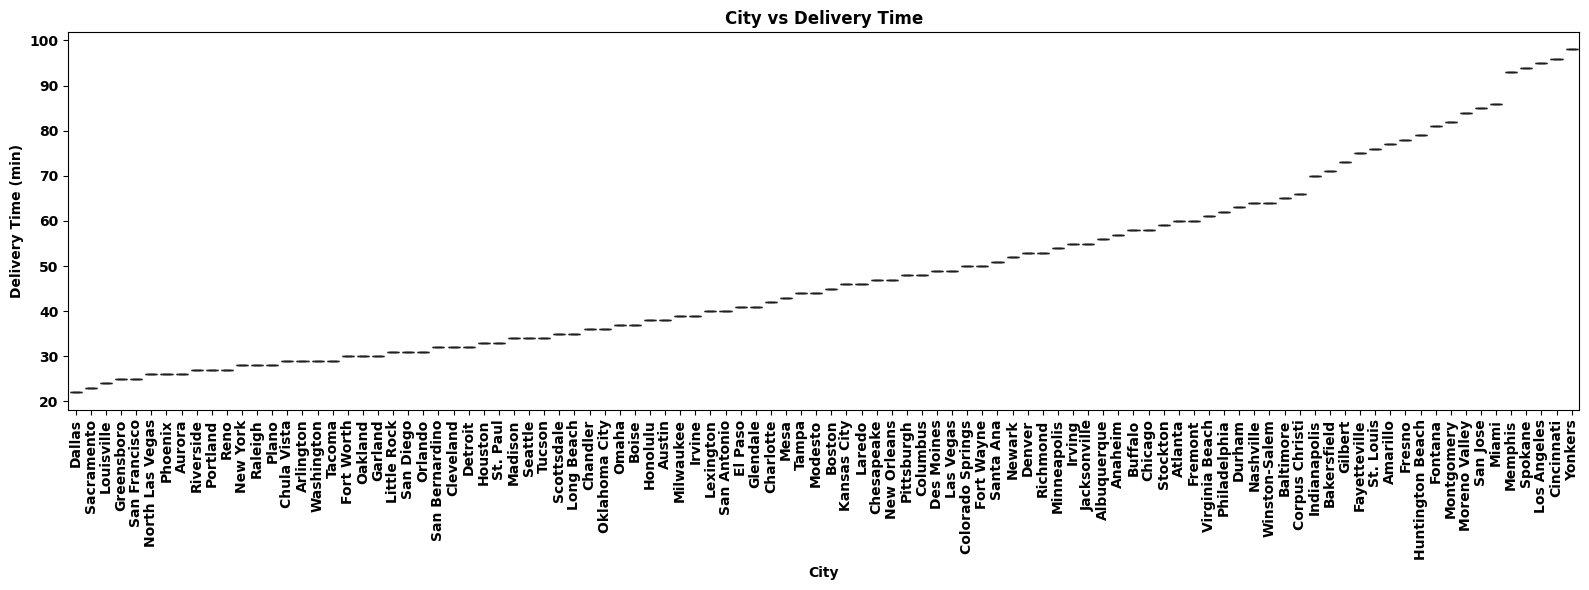 City vs Delivery Time
100
90
80
70
60
50
40
30
20
Delivery Time (min)
Dallas
Sacramento
Louisville
Greensboro
San Francisco
North Las Vegas
Phoenix
Aurora
Riverside
Portland
Reno
New York
Raleigh
Plano
Chula Vista
Arlington
Washington
Tacoma
Fort Worth
Oakland
Garland
Little Rock
San Diego
Orlando
San Bernardino
Cleveland
Detroit
Houston
St. Paul
Madison
Seattle
Tucson
Scottsdale
Long Beach
Chandler
Oklahoma City
Omaha
Boise
Honolulu
Austin
Milwaukee
Irvine
Lexington
San Antonio
El Paso
Glendale
Charlotte
Mesa
Tampa
Modesto
Boston
Kansas City
Laredo
Chesapeake
New Orleans
Pittsburgh
Columbus
Des Moines
Las Vegas
Colorado Springs
Fort Wayne
Santa Ana
Newark
Denver
Richmond
Minneapolis
Irving
Jacksonville
Albuquerque
Anaheim
Buffalo
Chicago
Stockton
Atlanta
Fremont
Virginia Beach
Philadelphia
Durham
Nashville
Winston-Salem
Baltimore
Corpus Christi
Indianapolis
Bakersfield
Gilbert
Fayetteville
St. Louis
Amarillo
Fresno
Huntington Beach
Fontana
Montgomery
Moreno Valley
San Jose
Miami
Memphis
Spokane
Los Angeles
Cincinnati
Yonkers
City